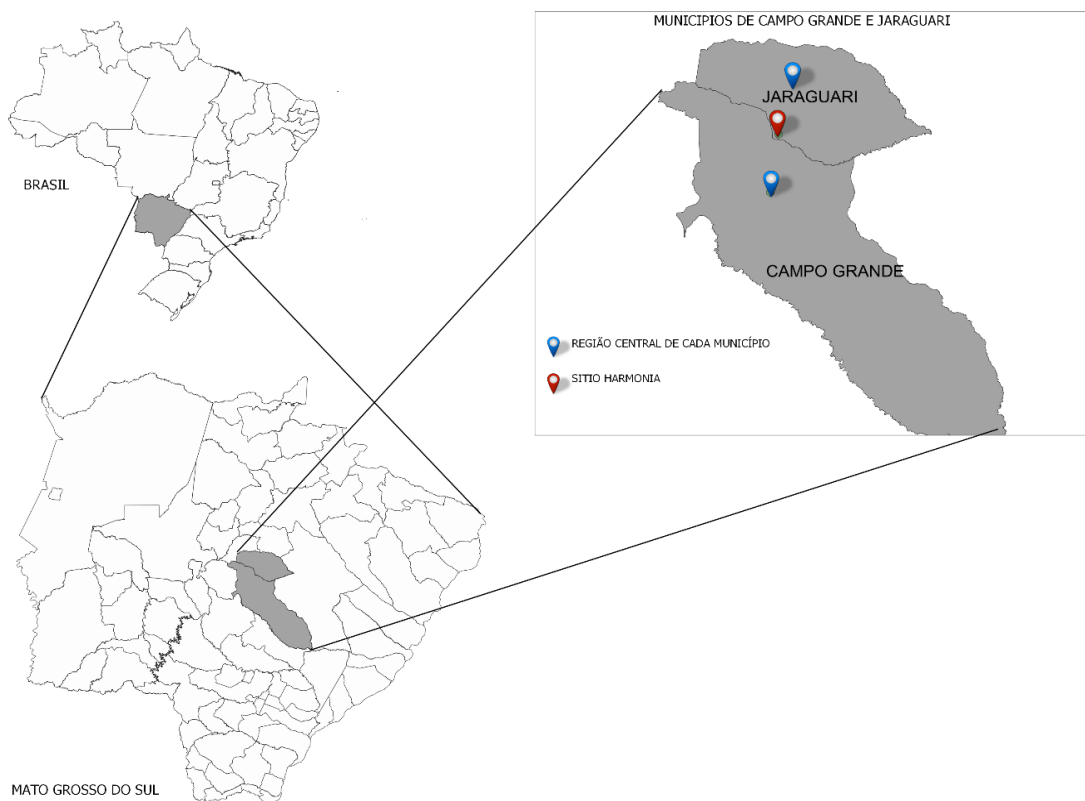 MUNICIPIOS DE CAMPO GRANDE E JARAGUARI
JARAGUARI
BRASIL
CAMPO GRANDE
REGIÃO CENTRAL DE CADA MUNICÍPIO
SITIO HARMONIA
MATO GROSSO DO SUL